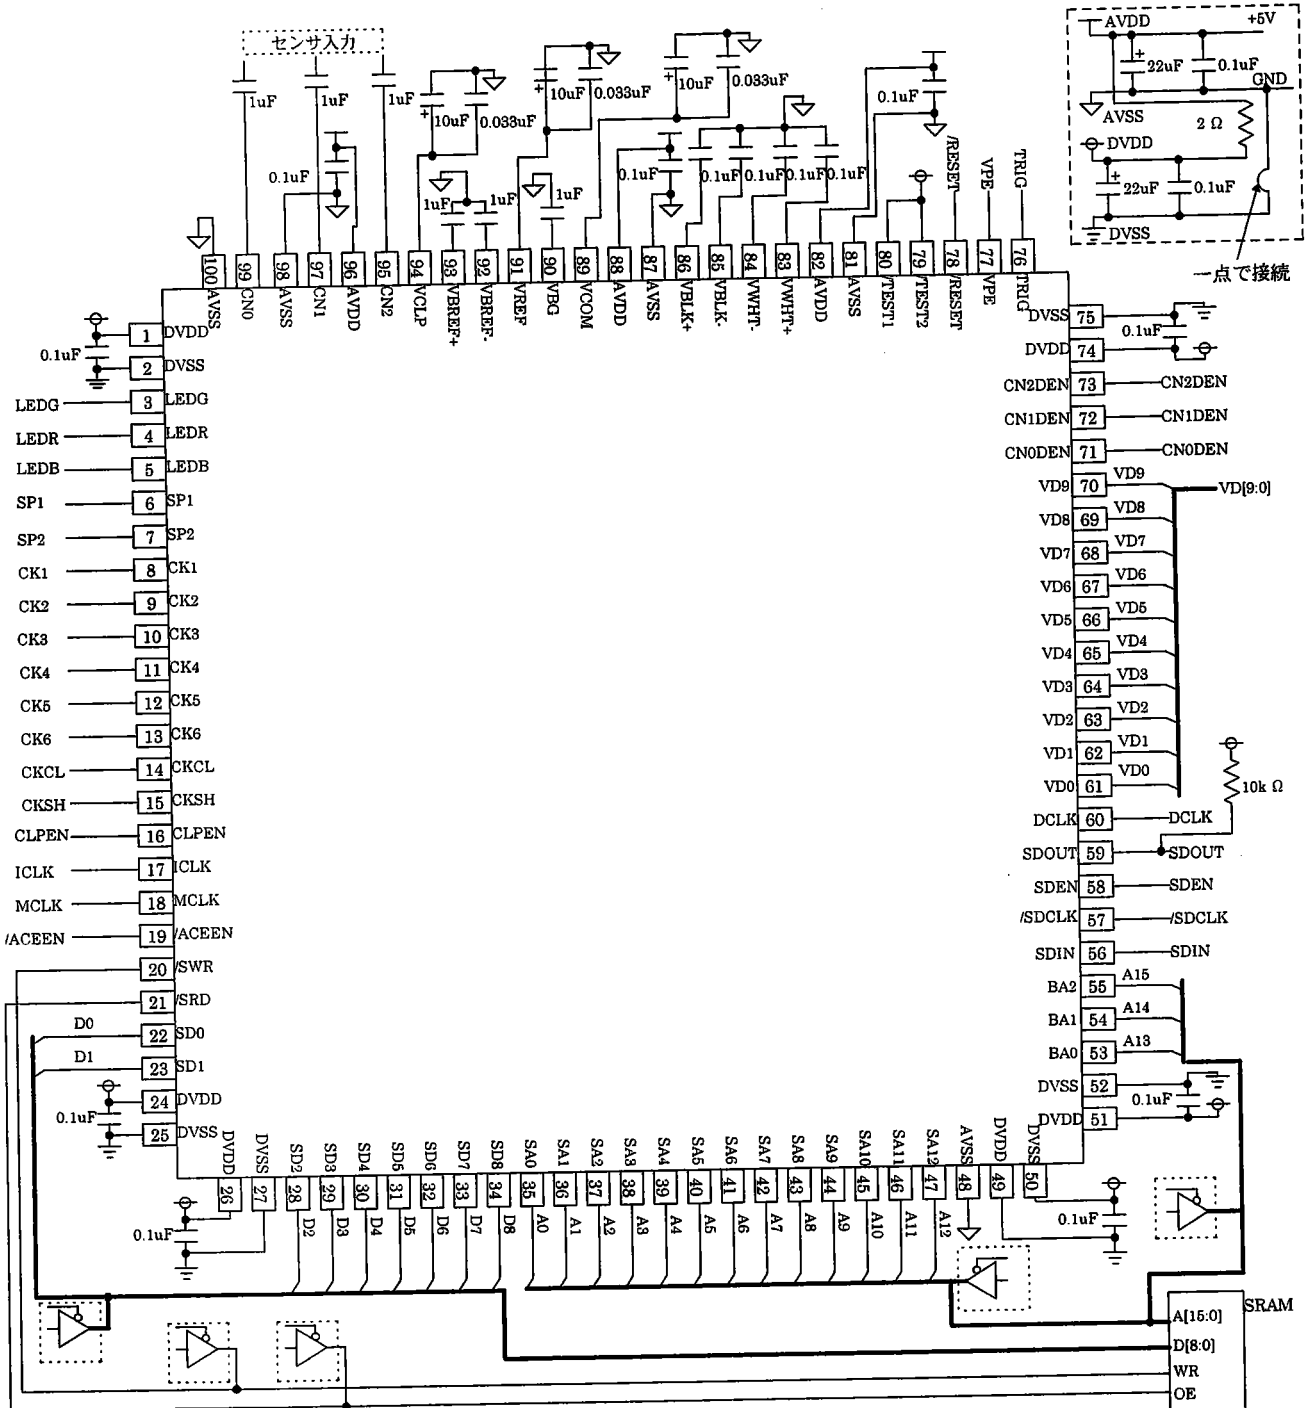 センサ入力
1uF
1uF
1uF
0.1uF
10uF
0.033uF
1uF
1uF
10uF
0.033uF
1uF
10uF
0.033uF
0.1uF
0.1uF
0.1uF
0.1uF
0.1uF
0.1uF
/RESET
VPE
TRIG
AVDD
+5V
22uF
0.1uF
GND
AVSS
2 Ω
DVDD
22uF
0.1uF
DVSS
一点で接続
100 AVSS
99 CN0
98 AVSS
97 CN1
96 AVDD
95 CN2
94 VCLP
93 VBREF+
92 VBREF-
91 VREF
90 VBG
89 VCOM
88 AVDD
87 AVSS
86 VBLK+
85 VBLK-
84 VWHT-
83 VWHT+
82 AVDD
81 AVSS
80 /TEST1
79 /TEST2
78 /RESET
77 VPE
76 TRIG
0.1uF
1 DVDD
2 DVSS
LEDG 3 LEDG
LEDR 4 LEDR
LEDB 5 LEDB
SP1 6 SP1
SP2 7 SP2
CK1 8 CK1
CK2 9 CK2
CK3 10 CK3
CK4 11 CK4
CK5 12 CK5
CK6 13 CK6
CKCL 14 CKCL
CKSH 15 CKSH
CLPEN 16 CLPEN
ICLK 17 ICLK
MCLK 18 MCLK
/ACEEN 19 /ACEEN
20 /SWR
21 /SRD
D0 22 SD0
D1 23 SD1
24 DVDD
0.1uF
25 DVSS
DVSS 75
0.1uF
DVDD 74
CN2DEN 73 CN2DEN
CN1DEN 72 CN1DEN
CN0DEN 71 CN0DEN
VD9 70 VD9
VD[9:0]
VD8 69 VD8
VD7 68 VD7
VD6 67 VD6
VD5 66 VD5
VD4 65 VD4
VD3 64 VD3
VD2 63 VD2
VD1 62 VD1
VD0 61 VD0
10k Ω
DCLK 60 DCLK
SDOUT 59 SDOUT
SDEN 58 SDEN
/SDCLK 57 /SDCLK
SDIN 56 SDIN
BA2 55 A15
BA1 54 A14
BA0 53 A13
DVSS 52
0.1uF
DVDD 51
DVDD 26
DVSS 27
SD2 28 D2
SD3 29 D3
SD4 30 D4
SD5 31 D5
SD6 32 D6
SD7 33 D7
SD8 34 D8
SA0 35 A0
SA1 36 A1
SA2 37 A2
SA3 38 A3
SA4 39 A4
SA5 40 A5
SA6 41 A6
SA7 42 A7
SA8 43 A8
SA9 44 A9
SA10 45 A10
SA11 46 A11
SA12 47 A12
AVSS 48
DVDD 49
DVSS 50
0.1uF
0.1uF
SRAM
A[15:0]
D[8:0]
WR
OE